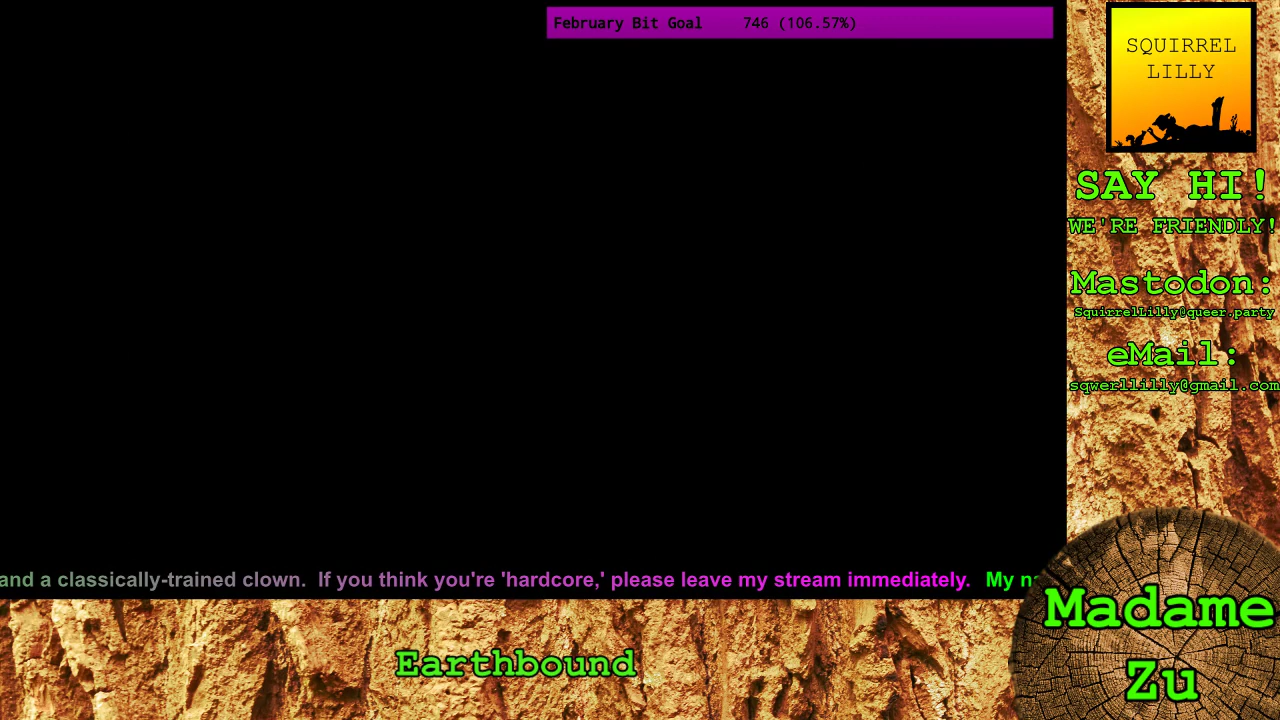 February Bit Goal 746 (106.57%)
SQUIRREL
LILLY
SAY HI!
WE'RE FRIENDLY!
Mastodon:
SquirrelLilly@queer.party
eMail:
sqwerllilly@gmail.com
and a classically-trained clown. If you think you're 'hardcore,' please leave my stream immediately. My
Madame
Zu
Earthbound